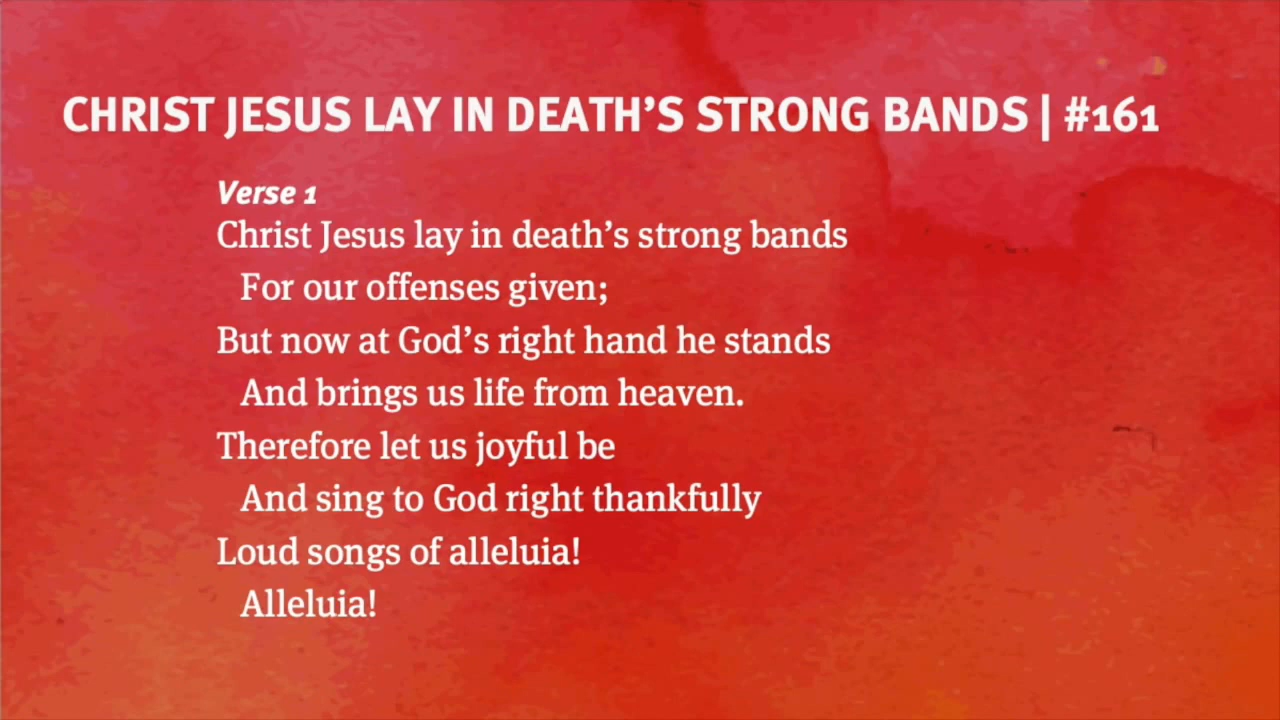 CHRIST JESUS LAY IN DEATH’S STRONG BANDS | #161
Verse 1
Christ Jesus lay in death’s strong bands
For our offenses given;
But now at God’s right hand he stands
And brings us life from heaven.
Therefore let us joyful be
And sing to God right thankfully
Loud songs of alleluia!
Alleluia!